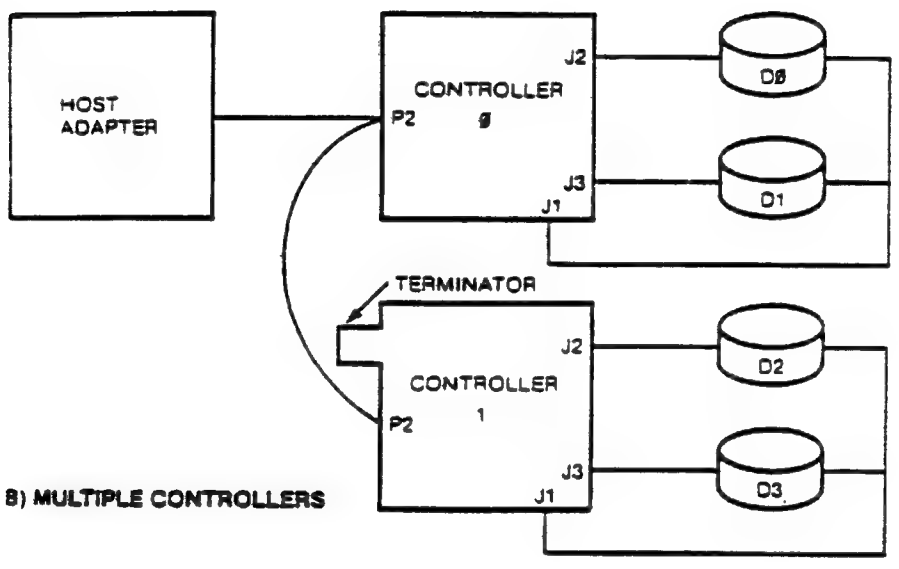 HOST
ADAPTER
CONTROLLER
Ø
P2
J2
J3
J1
DØ
D1
TERMINATOR
CONTROLLER
1
P2
J2
J3
J1
D2
D3
B) MULTIPLE CONTROLLERS